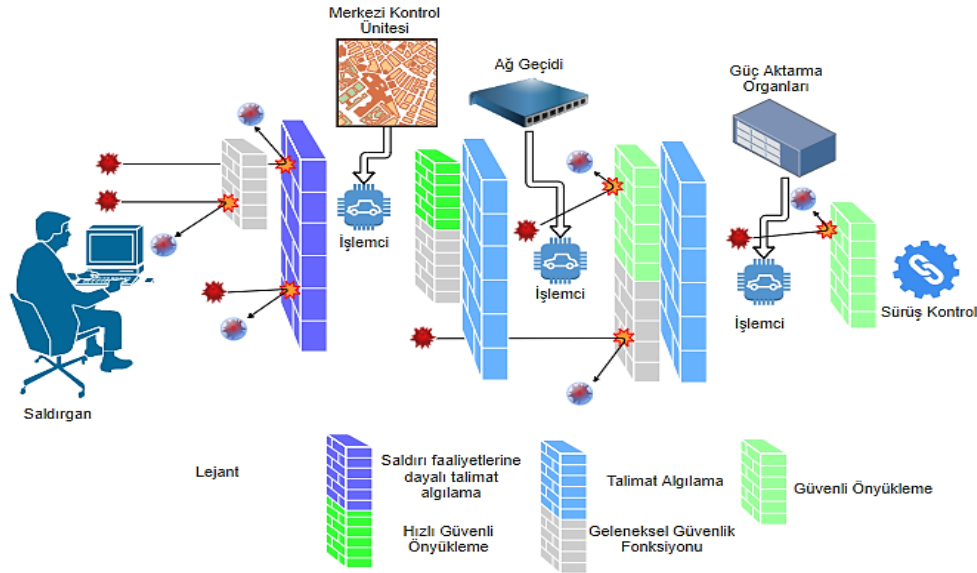 Merkezi Kontrol
Ünitesi
Ağ Geçidi
Güç Aktarma
Organları
İşlemci
İşlemci
İşlemci
Sürüş Kontrol
Saldırgan
Lejant
Saldırı faaliyetlerine
dayalı talimat
algılama
Talimat Algılama
Güvenli Önyükleme
Hızlı Güvenli
Önyükleme
Geleneksel Güvenlik
Fonksiyonu